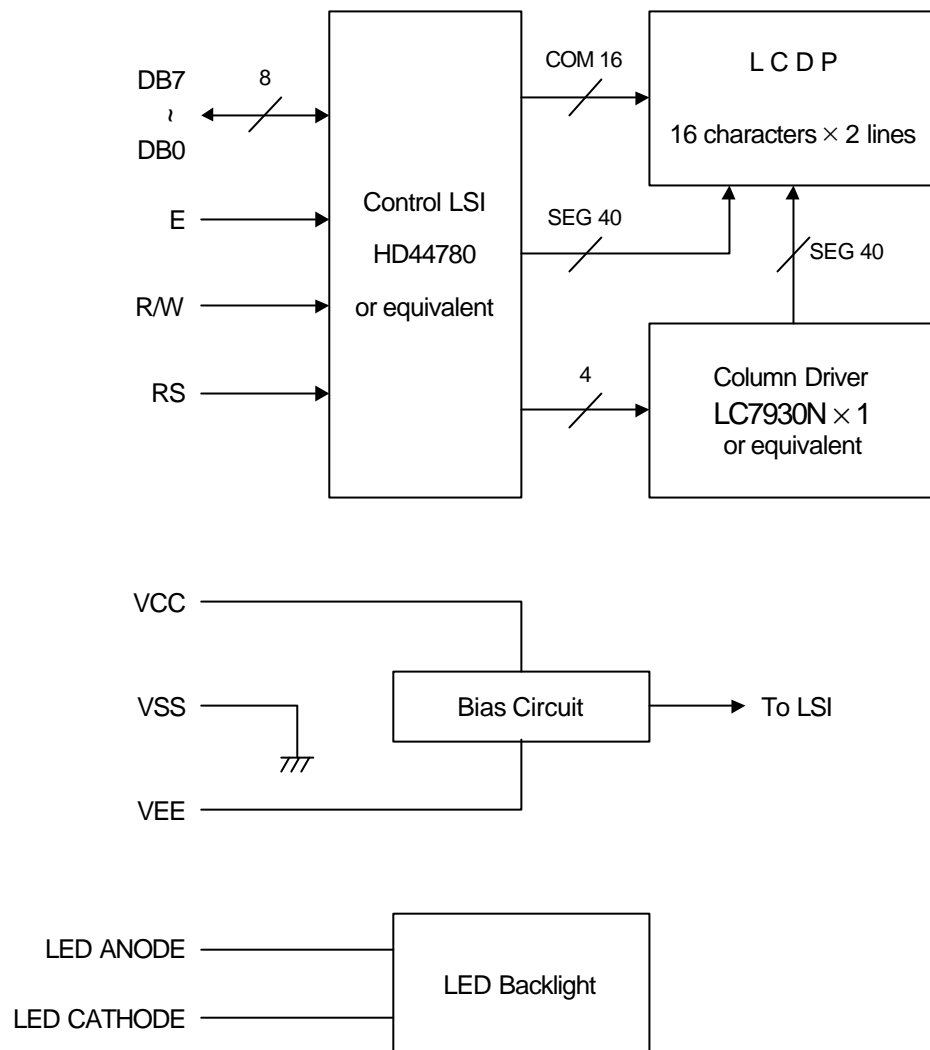 DB7
~
DB0
8
E
R/W
RS
Control LSI
HD44780
or equivalent
COM 16
SEG 40
4
L C D P
16 characters × 2 lines
SEG 40
Column Driver
LC7930N × 1
or equivalent
VCC
VSS
VEE
Bias Circuit
To LSI
LED ANODE
LED CATHODE
LED Backlight